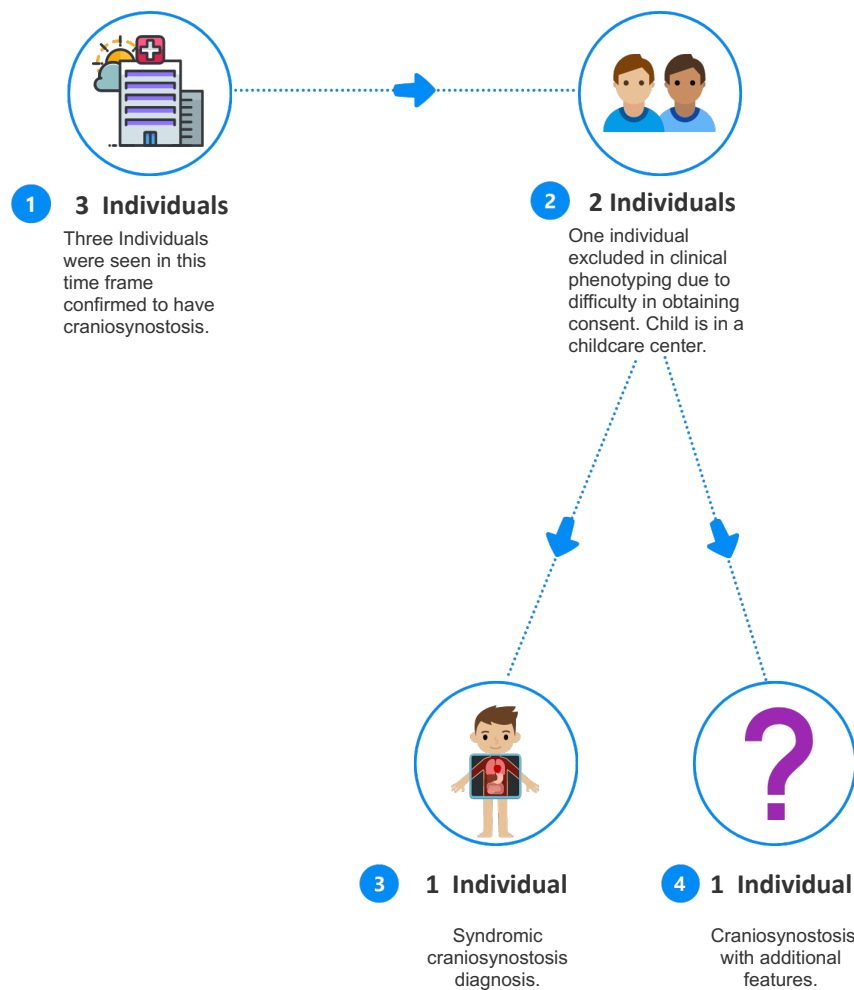 1 3 Individuals
Three Individuals
were seen in this
time frame
confirmed to have
craniosynostosis.
2 2 Individuals
One individual
excluded in clinical
phenotyping due to
difficulty in obtaining
consent. Child is in a
childcare center.
3 1 Individual
Syndromic
craniosynostosis
diagnosis.
4 1 Individual
Craniosynostosis
with additional
features.